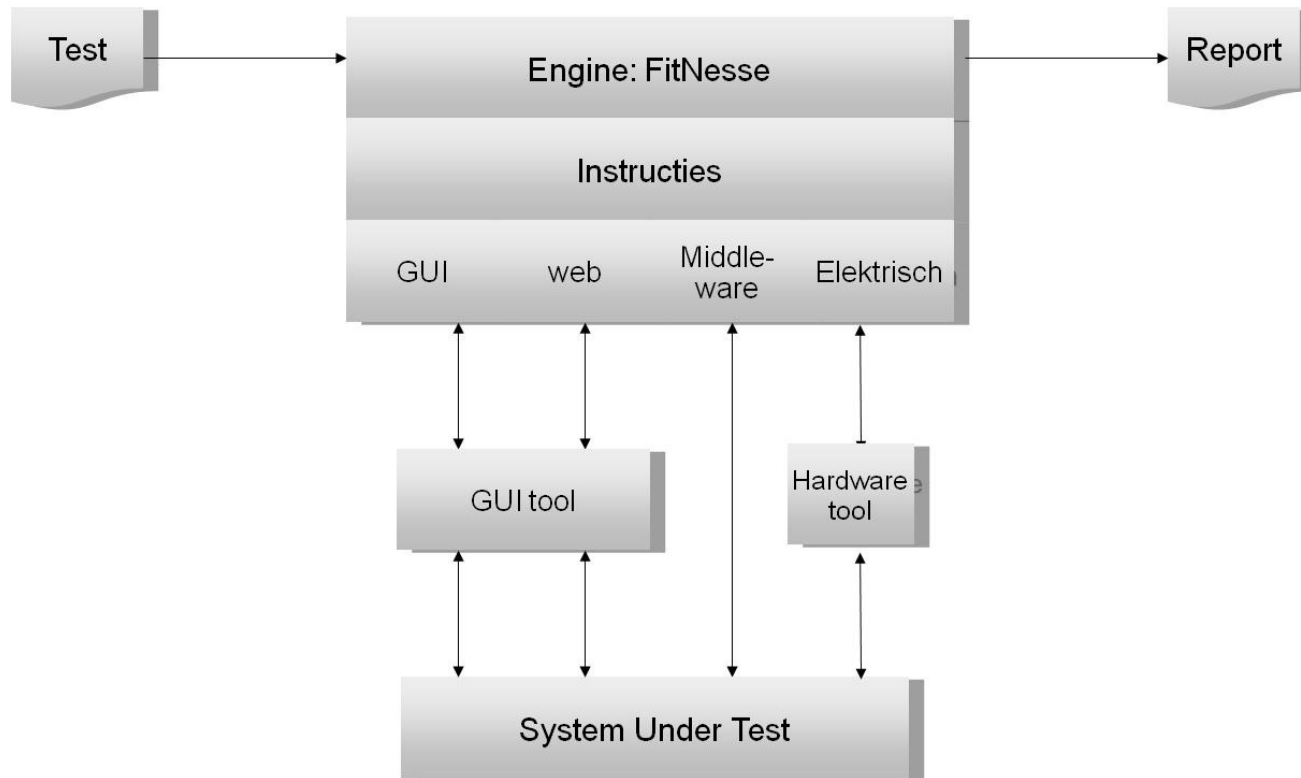 Test
Engine: FitNesse
Report
Instructies
GUI
web
Middle-
ware
Elektrisch
GUI tool
Hardware
tool
System Under Test